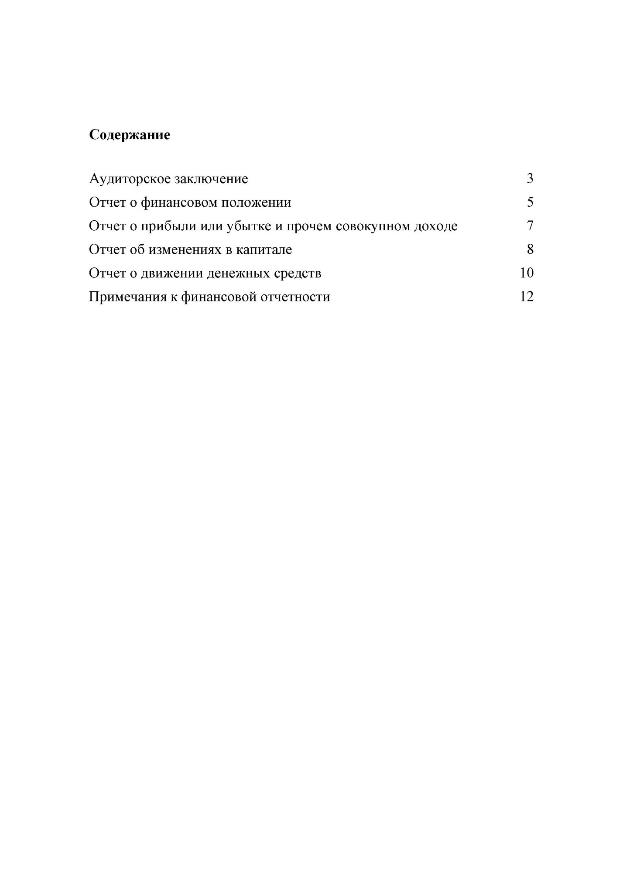 Содержание
Аудиторское заключение 3
Отчет о финансовом положении 5
Отчет о прибыли или убытке и прочем совокупном доходе 7
Отчет об изменениях в капитале 8
Отчет о движении денежных средств 10
Примечания к финансовой отчетности 12